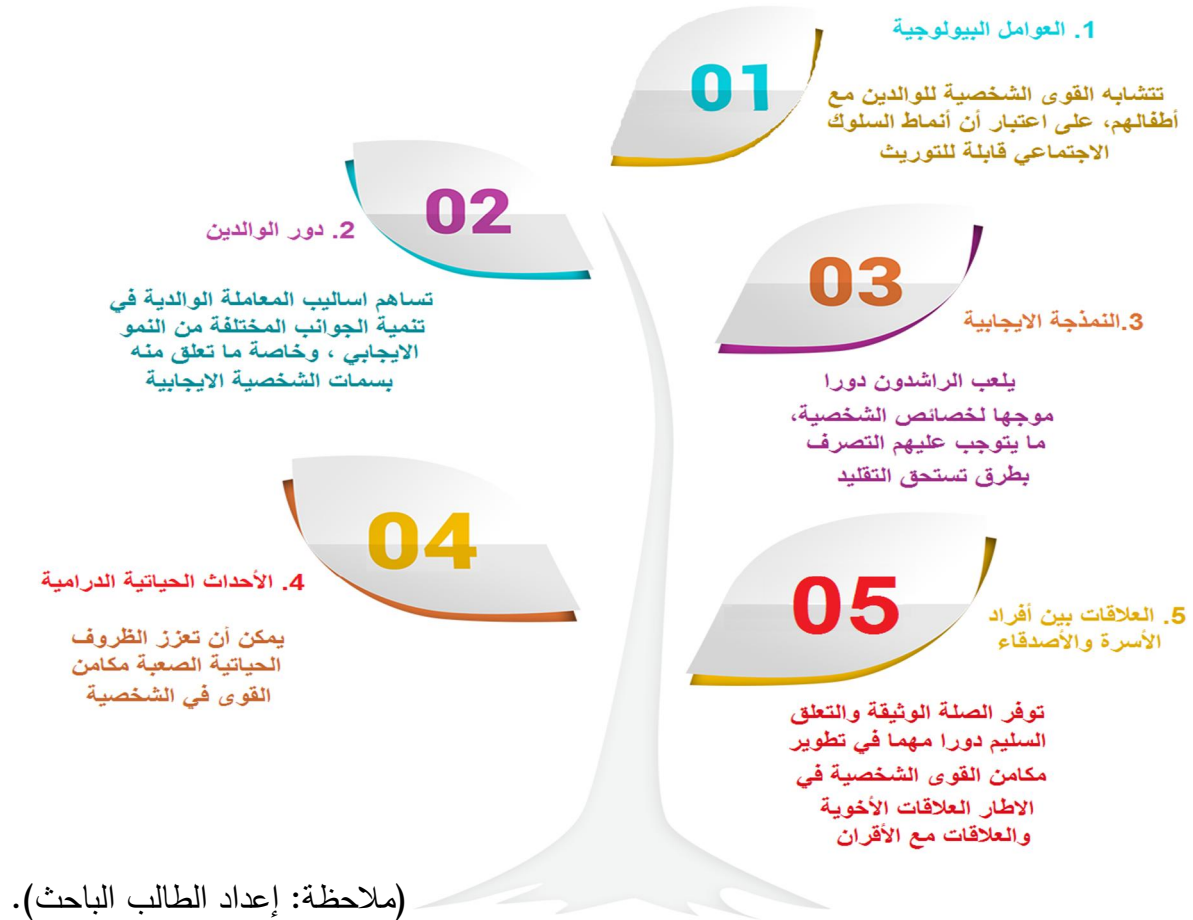 1. العوامل البيولوجية
01
تتشابه القوى الشخصية للوالدين مع
أطفالهم، على اعتبار أن أنماط السلوك
الاجتماعي قابلة للتوريث
02
2. دور الوالدين
تساهم اساليب المعاملة الوالدية في
تنمية الجوانب المختلفة من النمو
الايجابي ، وخاصة ما تعلق منه
بسمات الشخصية الايجابية
03
3.النمذجة الايجابية
يلعب الراشدون دورا
موجها لخصائص الشخصية،
ما يتوجب عليهم التصرف
بطرق تستحق التقليد
04
4. الأحداث الحياتية الدرامية
يمكن أن تعزز الظروف
الحياتية الصعبة مكامن
القوى في الشخصية
05
5. العلاقات بين أفراد
الأسرة والأصدقاء
توفر الصلة الوثيقة والتعلق
السليم دورا مهما في تطوير
مكامن القوى الشخصية في
الاطار العلاقات الأخوية
والعلاقات مع الأقران
(ملاحظة: إعداد الطالب الباحث).